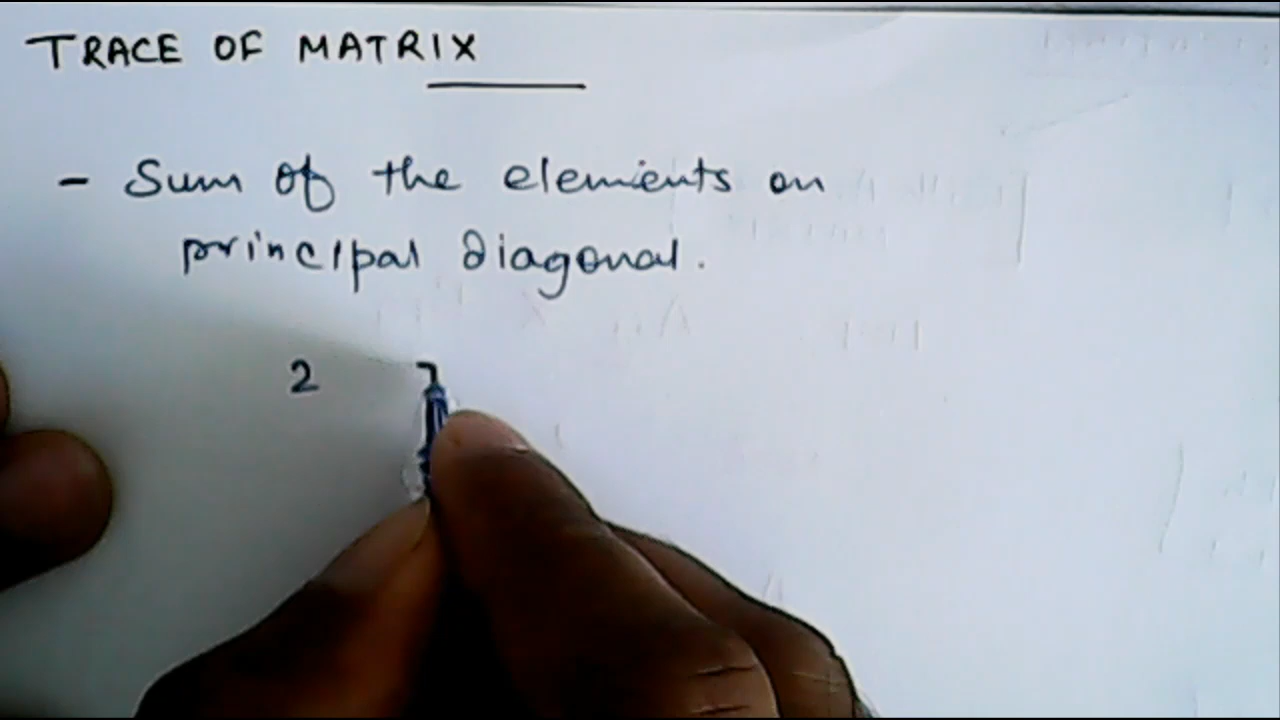 TRACE OF MATRIX
- Sum of the elements on
principal diagonal.
2